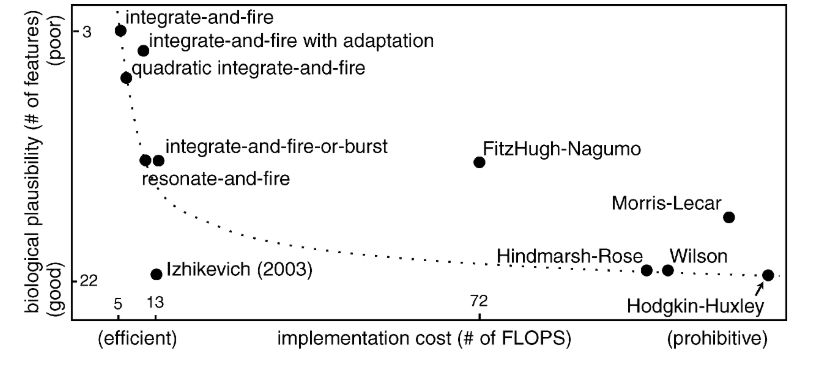 biological plausibility (# of features)
(poor)
(good)
3
22
integrate-and-fire
integrate-and-fire with adaptation
quadratic integrate-and-fire
integrate-and-fire-or-burst
resonate-and-fire
FitzHugh-Nagumo
Morris-Lecar
Hindmarsh-Rose
Wilson
Izhikevich (2003)
Hodgkin-Huxley
5
13
72
(efficient)
implementation cost (# of FLOPS)
(prohibitive)